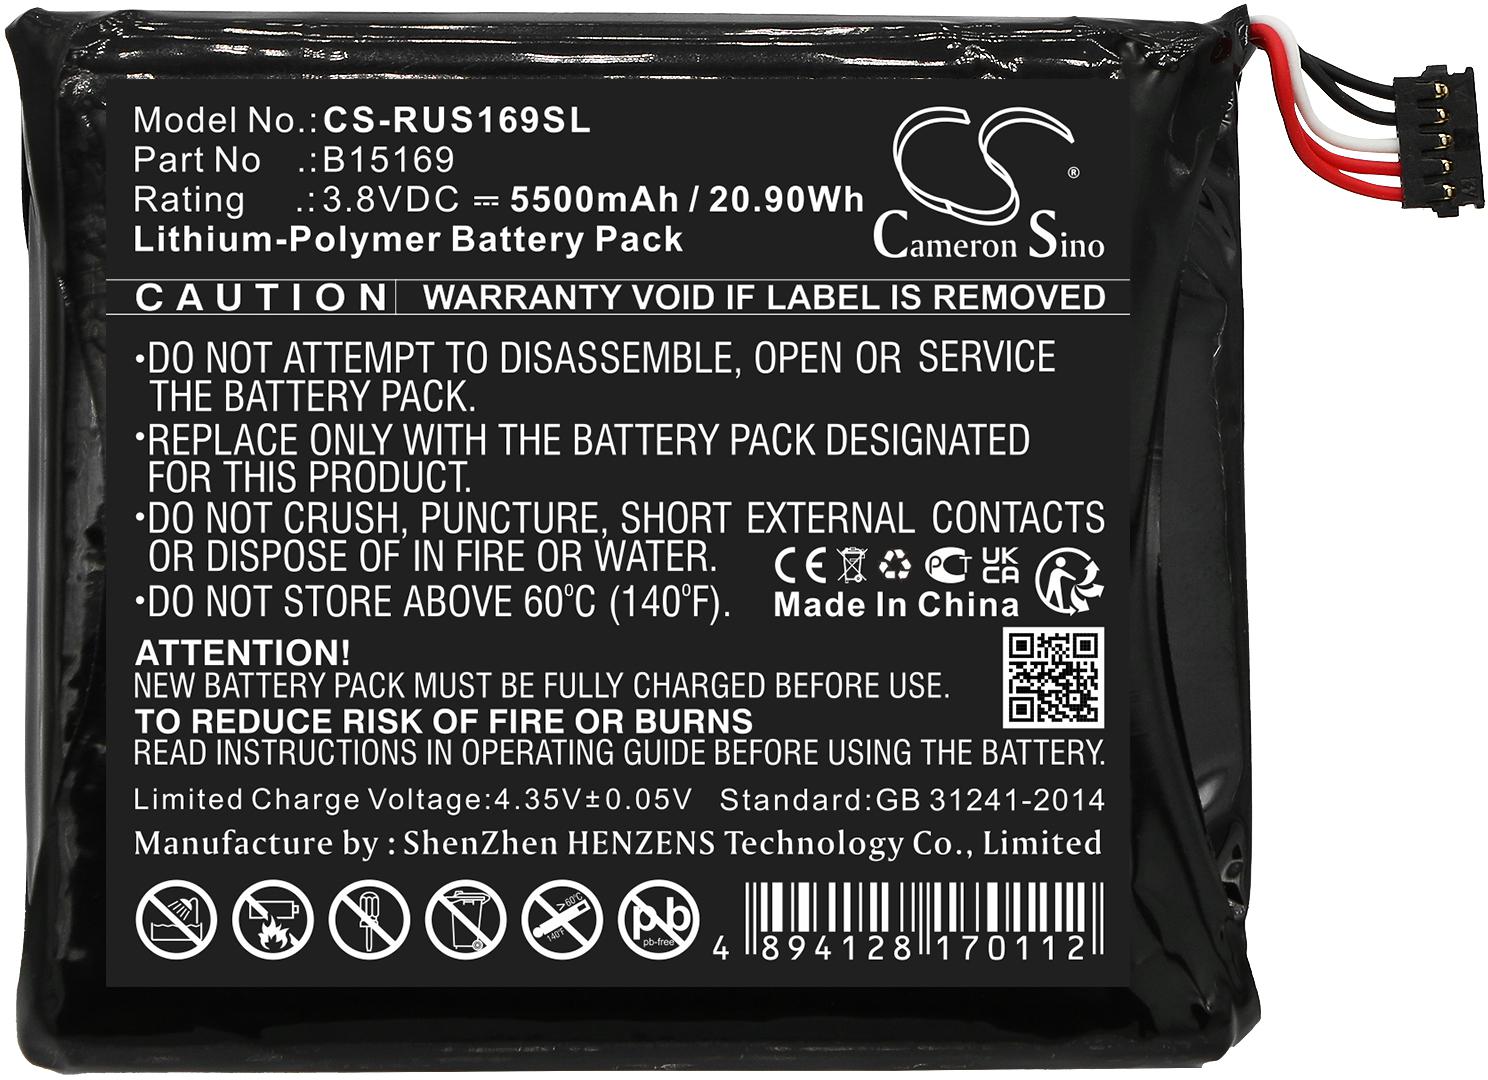 Model No.:CS-RUS169SL
Part No .:B15169
Rating .:3.8VDC ⎓ 5500mAh / 20.90Wh
Lithium-Polymer Battery Pack
®
Cameron Sino
CAUTION WARRANTY VOID IF LABEL IS REMOVED
•DO NOT ATTEMPT TO DISASSEMBLE, OPEN OR SERVICE
THE BATTERY PACK.
•REPLACE ONLY WITH THE BATTERY PACK DESIGNATED
FOR THIS PRODUCT.
•DO NOT CRUSH, PUNCTURE, SHORT EXTERNAL CONTACTS
OR DISPOSE OF IN FIRE OR WATER.
•DO NOT STORE ABOVE 60°C (140°F).
CE PCT UK
CA
Made In China
ATTENTION!
NEW BATTERY PACK MUST BE FULLY CHARGED BEFORE USE.
TO REDUCE RISK OF FIRE OR BURNS
READ INSTRUCTIONS IN OPERATING GUIDE BEFORE USING THE BATTERY.
Limited Charge Voltage:4.35V±0.05V Standard:GB 31241-2014
Manufacture by : ShenZhen HENZENS Technology Co., Limited
>60°C
140°F
pb
pb-free
4 894128 170112